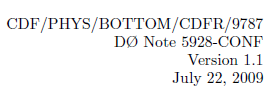 CDF/PHYS/BOTTOM/CDFR/9787
DØ Note 5928-CONF
Version 1.1
July 22, 2009